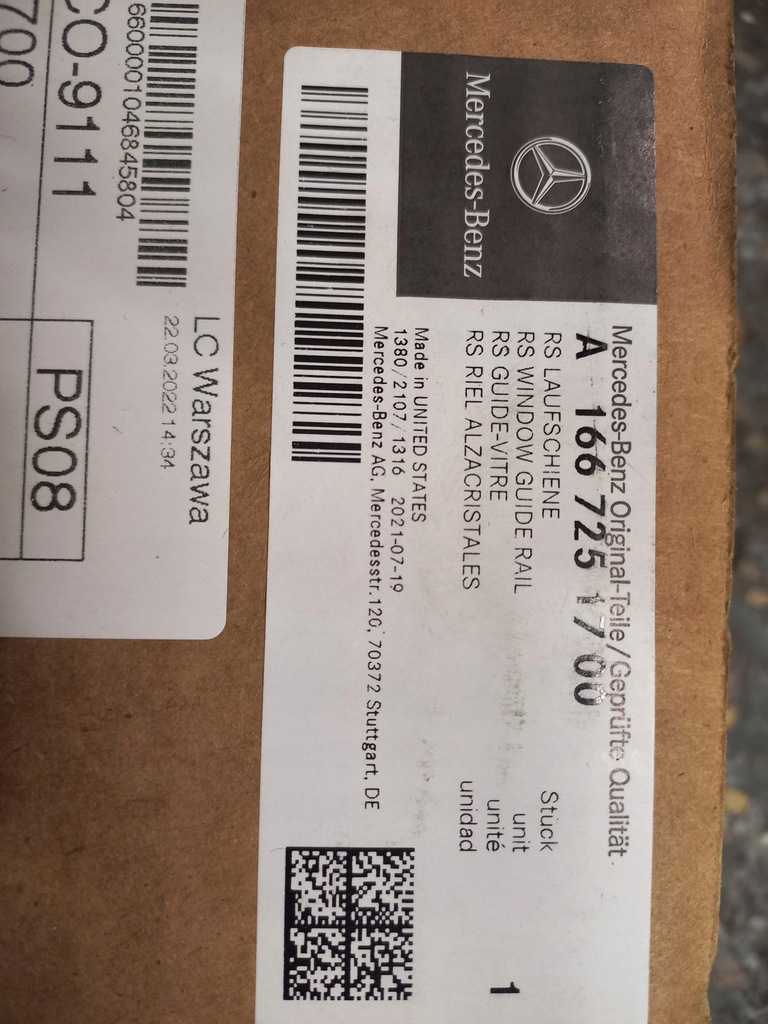 Mercedes-Benz
Mercedes-Benz Original-Teile/Geprüfte Qualität
A 166 725 17 00
RS LAUFSCHIENE
RS WINDOW GUIDE RAIL
RS GUIDE-VITRE
RS RIEL ALZACRISTALES
Stück
unit
unité
unidad
1
Made in UNITED STATES
1380/2107/1316 2021-07-19
Mercedes-Benz AG, Mercedesstr.120, 70372 Stuttgart, DE
LC Warszawa
22.03.2022 14:34
6600001046845804
CO-9111
PS08
700